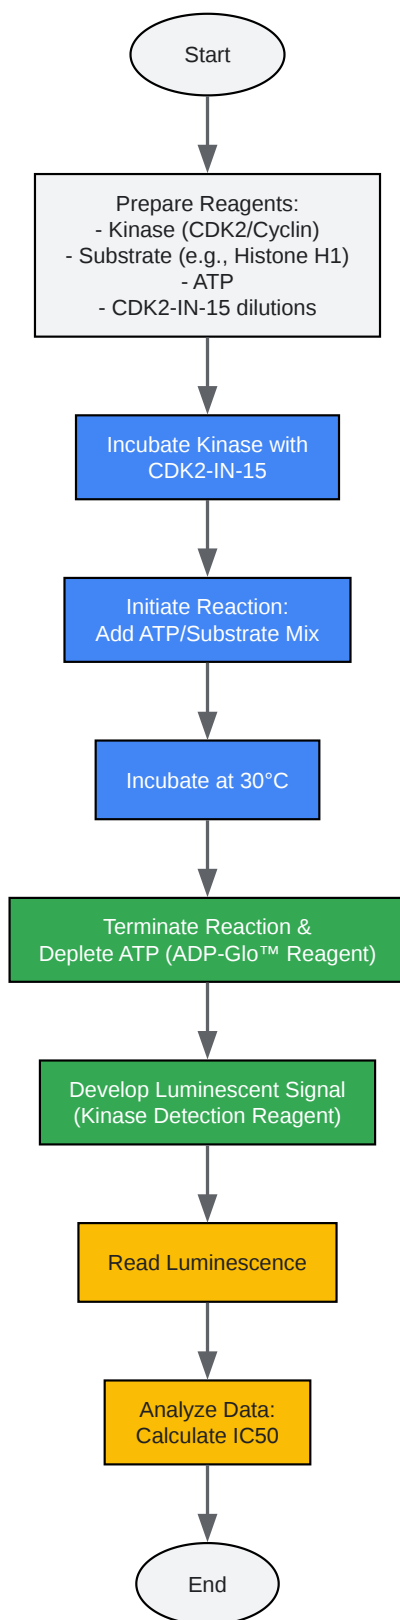 Start
Prepare Reagents:
- Kinase (CDK2/Cyclin)
- Substrate (e.g., Histone H1)
- ATP
- CDK2-IN-15 dilutions
Incubate Kinase with
CDK2-IN-15
Initiate Reaction:
Add ATP/Substrate Mix
Incubate at 30°C
Terminate Reaction &
Deplete ATP (ADP-Glo™ Reagent)
Develop Luminescent Signal
(Kinase Detection Reagent)
Read Luminescence
Analyze Data:
Calculate IC50
End